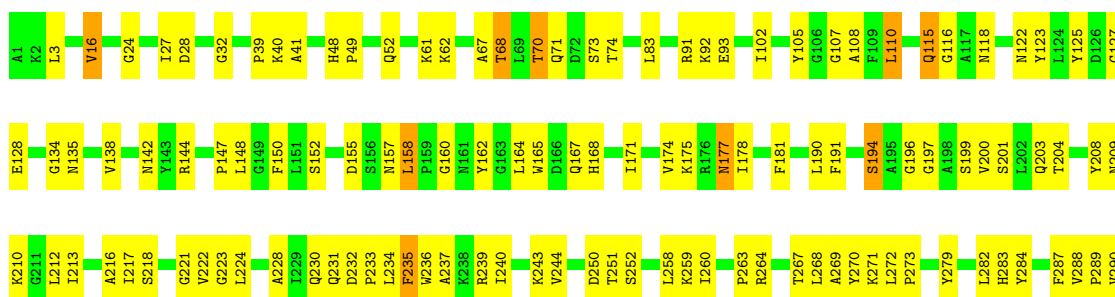 A1 K2 L3 V16 G24 I27 D28 G32 P39 K40 A41 H48 P49 Q52 K61 K62 A67 T68 L69 T70 Q71 D72 S73 T74 L83 R91 K92 E93 I102 Y105 G106 G107 A108 F109 L110 Q115 G116 A117 N118 N122 Y123 L124 Y125 D126 G127
E128 G134 N135 V138 N142 Y143 R144 P147 L148 G149 F150 L151 S152 D155 S156 N157 L158 P159 G160 N161 Y162 G163 L164 W165 D166 Q167 H168 I171 V174 K175 R176 N177 I178 F181 L190 F191 S194 A195 G196 G197 A198 S199 V200 S201 L202 Q203 T204 Y208 N209
K210 G211 L212 I213 A216 I217 S218 G221 V222 G223 L224 A228 I229 Q230 Q231 D232 P233 L234 F235 W236 A237 K238 R239 I240 K243 V244 D250 T251 S252 L258 K259 I260 P263 R264 T267 L268 A269 Y270 K271 L272 P273 Y279 L282 H283 Y284 F287 V288 P289